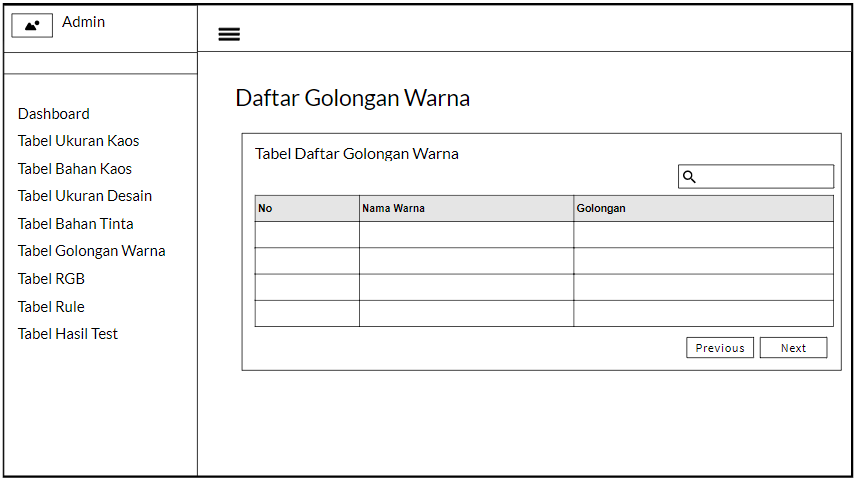 Admin
Dashboard
Tabel Ukuran Kaos
Tabel Bahan Kaos
Tabel Ukuran Desain
Tabel Bahan Tinta
Tabel Golongan Warna
Tabel RGB
Tabel Rule
Tabel Hasil Test
Daftar Golongan Warna
Tabel Daftar Golongan Warna
No Nama Warna Golongan
Previous Next